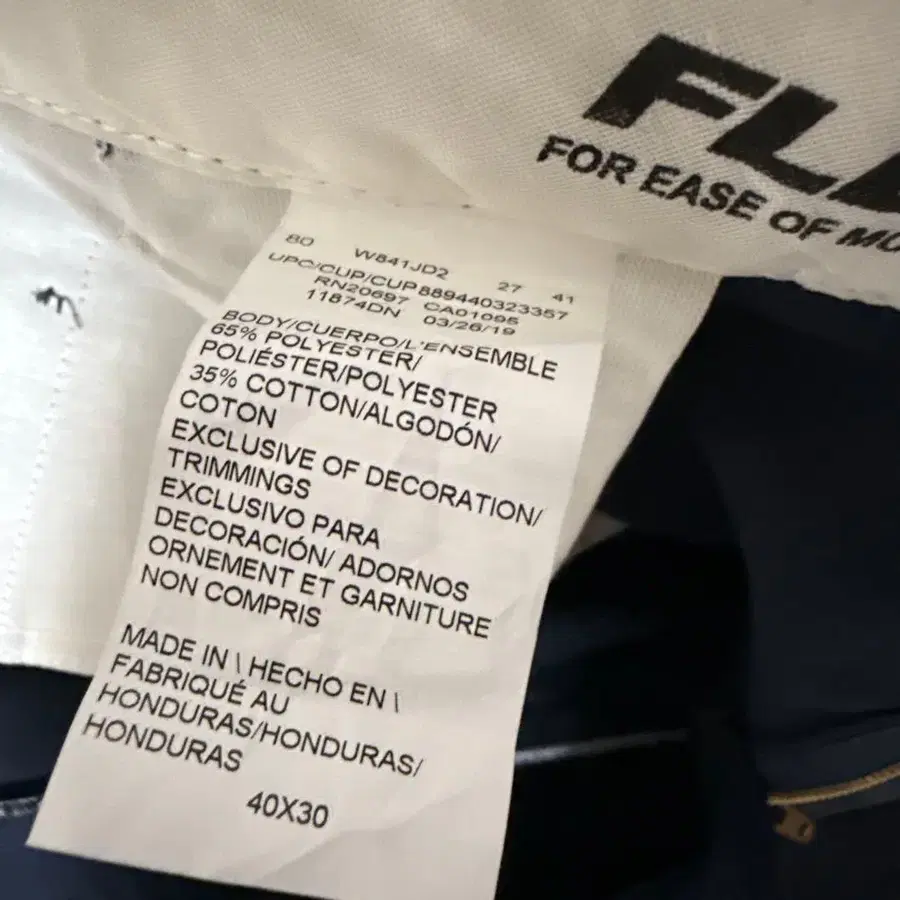 FOR EASE OF
80 W841JD2 27 41
UPC/CUP/CUP 889440323357
RN20697 CA01095
11874DN 03/26/19
BODY/CUERPO/L'ENSEMBLE
65% POLYESTER/
POLIÉSTER/POLYESTER
35% COTTON/ALGODÓN/
COTON
EXCLUSIVE OF DECORATION/
TRIMMINGS
EXCLUSIVO PARA
DECORACIÓN/ ADORNOS
ORNEMENT ET GARNITURE
NON COMPRIS
MADE IN \ HECHO EN \
FABRIQUÉ AU
HONDURAS/HONDURAS/
HONDURAS
40X30